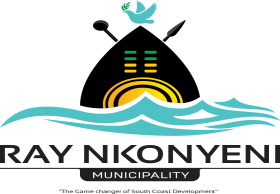 RAY NKONYENI
MUNICIPALITY
"The Game changer of South Coast Development"